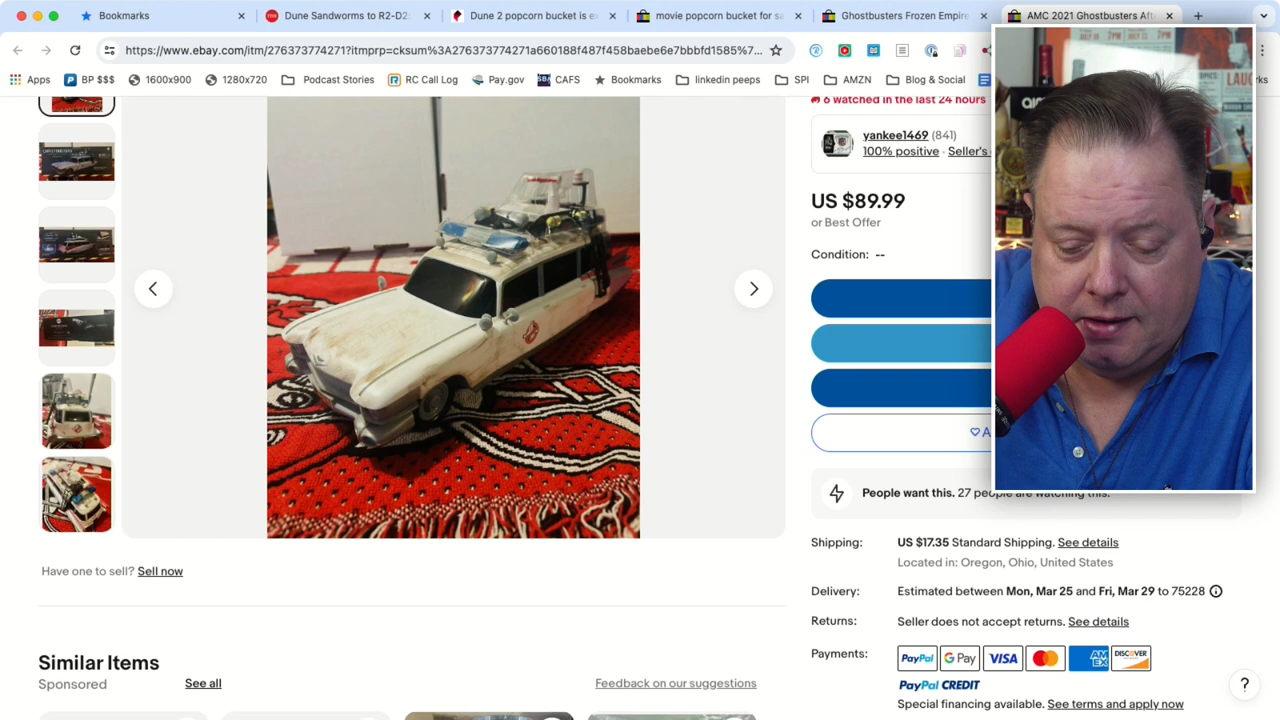 Bookmarks
Dune Sandworms to R2-D2:
Dune 2 popcorn bucket is ex
movie popcorn bucket for sa
Ghostbusters Frozen Empire
AMC 2021 Ghostbusters Aft
https://www.ebay.com/itm/276373774271?itmprp=cksum%3A276373774271a660188f487f458baebe6e7bbbfd1585%7...
Apps
BP $$$
1600x900
1280x720
Podcast Stories
RC Call Log
Pay.gov
SBA
CAFS
Bookmarks
linkedin peeps
SPI
AMZN
Blog & Social
6 watched in the last 24 hours
yankee1469 (841)
100% positive · Seller's
US $89.99
or Best Offer
Condition: --
People want this. 27 people are watching this.
Shipping: US $17.35 Standard Shipping. See details
Located in: Oregon, Ohio, United States
Delivery: Estimated between Mon, Mar 25 and Fri, Mar 29 to 75228
Returns: Seller does not accept returns. See details
Payments: PayPal G Pay VISA MasterCard AM EX DISCOVER
PayPal CREDIT
Special financing available. See terms and apply now
Have one to sell? Sell now
Similar Items
Sponsored
See all
Feedback on our suggestions
?